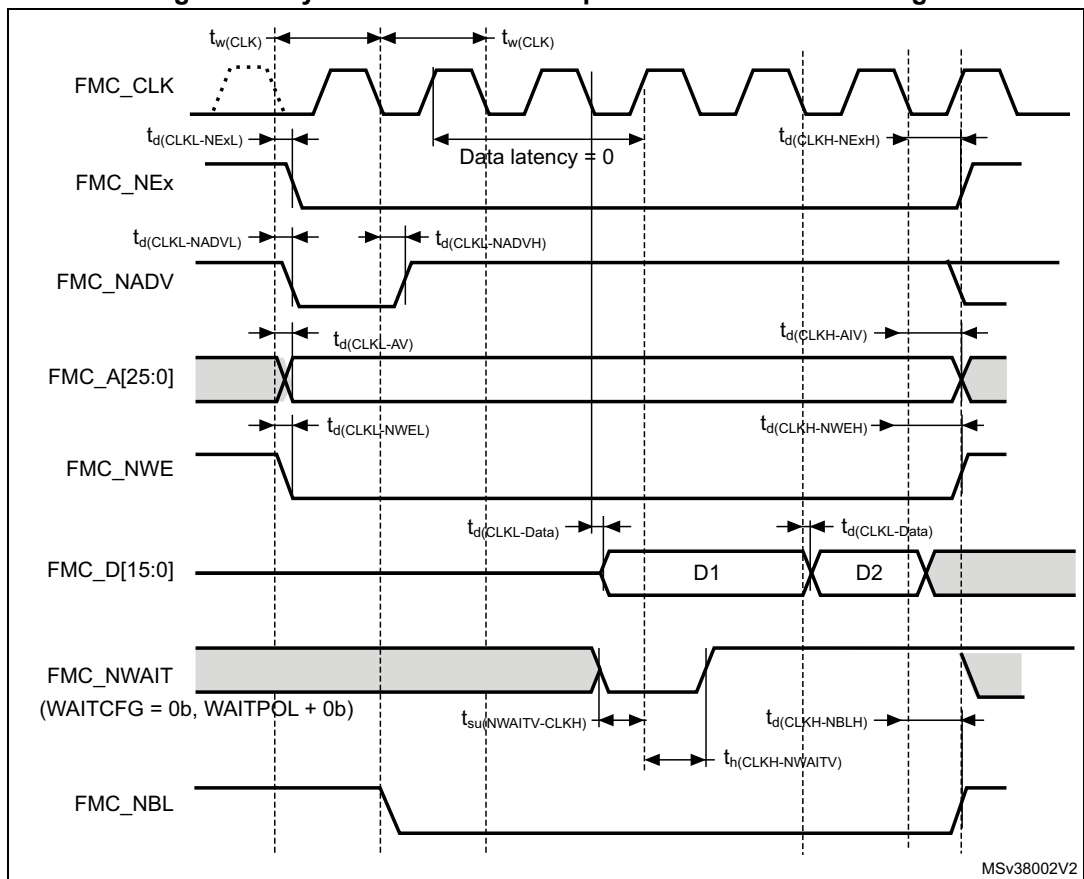 tw(CLK)
tw(CLK)
FMC_CLK
td(CLKL-NExL)
Data latency = 0
td(CLKH-NExH)
FMC_NEx
td(CLKL-NADVL)
td(CLKL-NADVH)
FMC_NADV
td(CLKL-AV)
td(CLKH-AIV)
FMC_A[25:0]
td(CLKL-NWEL)
td(CLKH-NWEH)
FMC_NWE
td(CLKL-Data)
td(CLKL-Data)
FMC_D[15:0]
D1
D2
FMC_NWAIT
(WAITCFG = 0b, WAITPOL + 0b)
tsu(NWAITV-CLKH)
td(CLKH-NBLH)
th(CLKH-NWAITV)
FMC_NBL
MSv38002V2